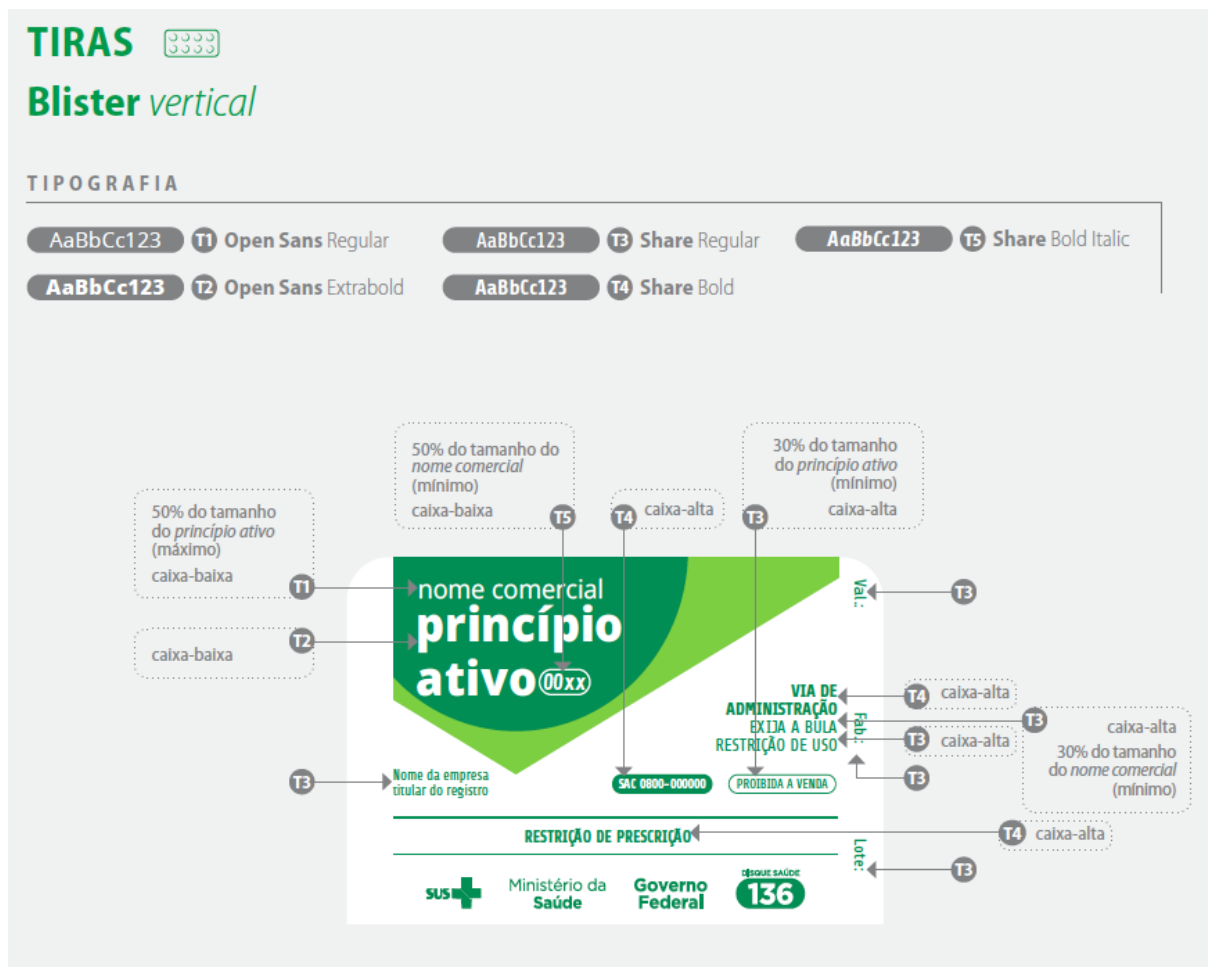 TIRAS
Blister vertical
TIPOGRAFIA
AaBbCc123 T1 Open Sans Regular
AaBbCc123 T3 Share Regular
AaBbCc123 T5 Share Bold Italic
AaBbCc123 T2 Open Sans Extrabold
AaBbCc123 T4 Share Bold
50% do tamanho do
nome comercial
(mínimo)
caixa-baixa
T5
T4 caixa-alta
30% do tamanho
do princípio ativo
(mínimo)
caixa-alta
T3
50% do tamanho
do princípio ativo
(máximo)
caixa-baixa
T1
caixa-baixa
T2
nome comercial
princípio
ativo 00xx
Val.:
T3
VIA DE
ADMINISTRAÇÃO
EXIJA A BULA
RESTRIÇÃO DE USO
Fab.:
T4 caixa-alta
T3
caixa-alta
30% do tamanho
do nome comercial
(mínimo)
T3 caixa-alta
T3
T3
Nome da empresa
titular do registro
SAC 0800-000000
PROIBIDA A VENDA
RESTRIÇÃO DE PRESCRIÇÃO
T4 caixa-alta
Lote:
T3
SUS
Ministério da
Saúde
Governo
Federal
DISQUE SAÚDE
136